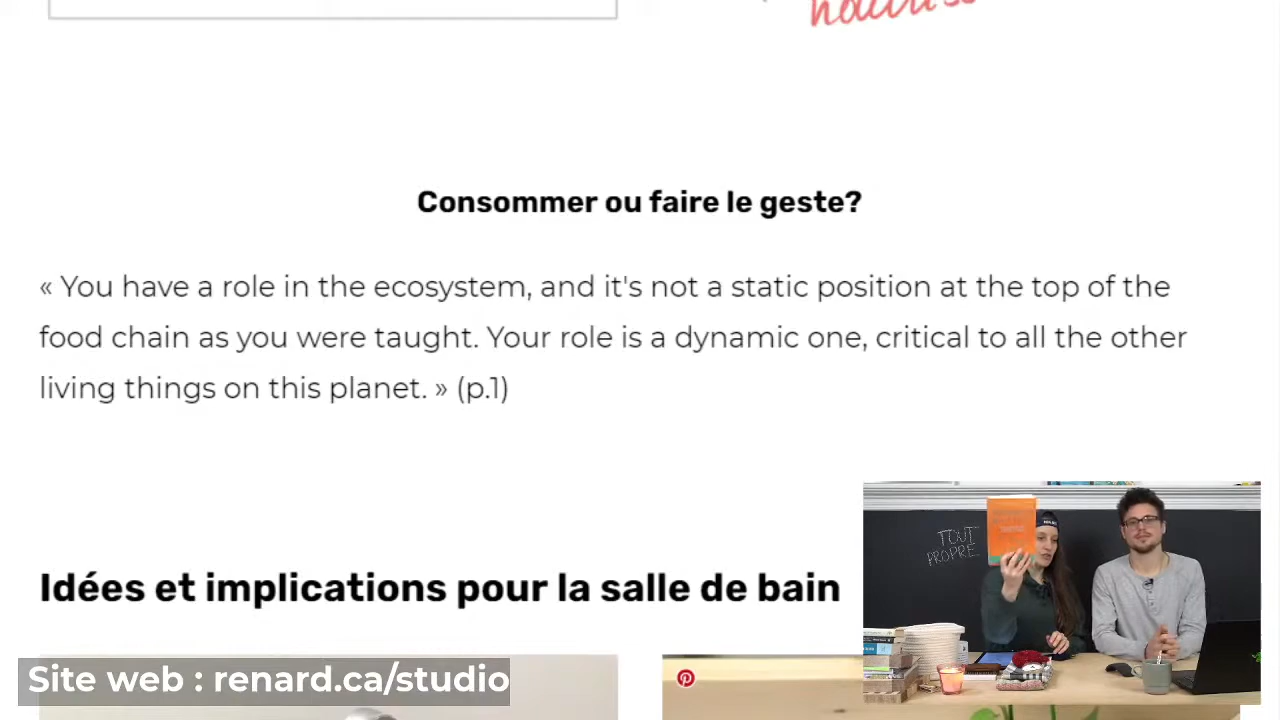 Consommer ou faire le geste?
« You have a role in the ecosystem, and it's not a static position at the top of the
food chain as you were taught. Your role is a dynamic one, critical to all the other
living things on this planet. » (p.1)
Idées et implications pour la salle de bain
TOUT
PROPRE
Site web : renard.ca/studio